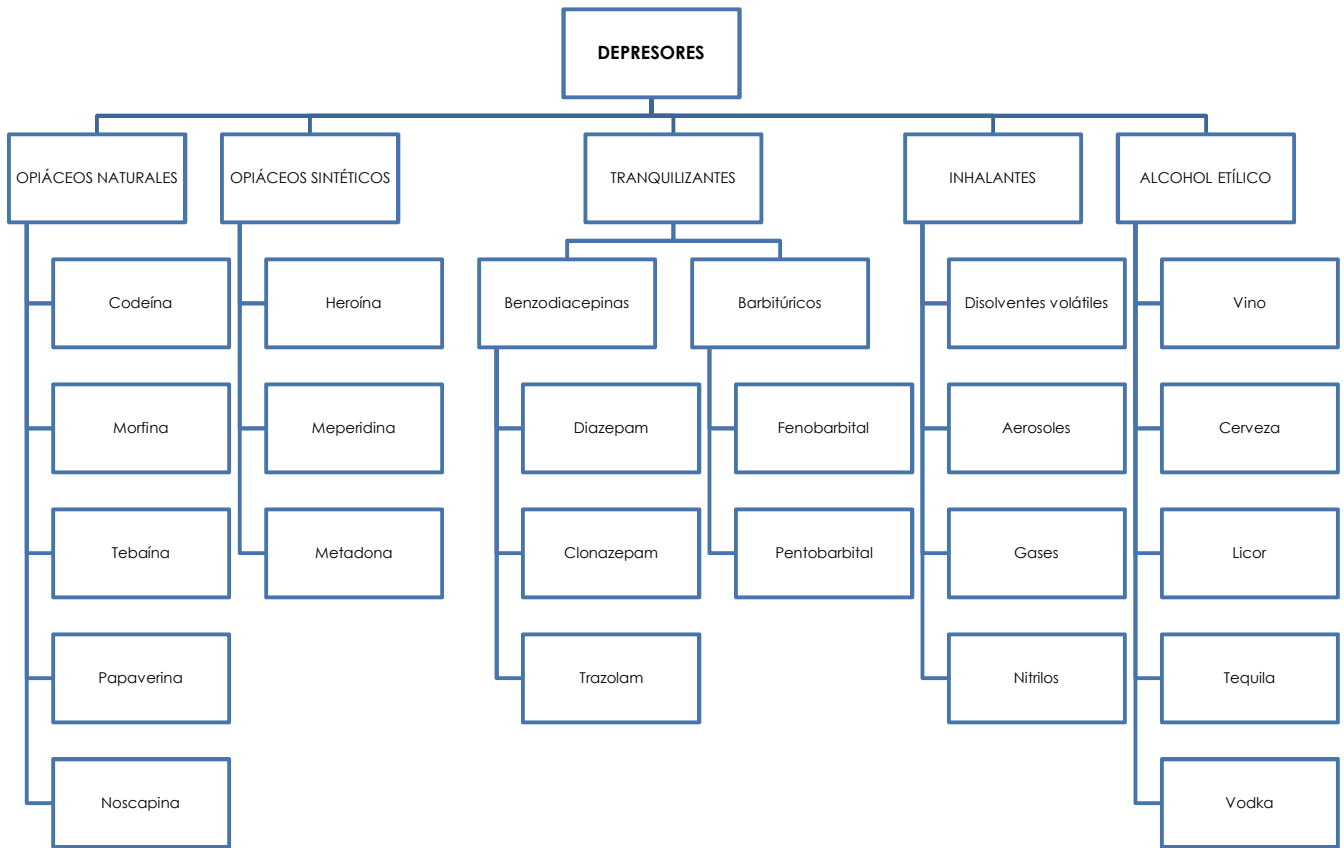 DEPRESORES
OPIÁCEOS NATURALES
OPIÁCEOS SINTÉTICOS
TRANQUILIZANTES
INHALANTES
ALCOHOL ETÍLICO
Codeína
Heroína
Benzodiacepinas
Barbitúricos
Disolventes volátiles
Vino
Morfina
Meperidina
Diazepam
Fenobarbital
Aerosoles
Cerveza
Tebaína
Metadona
Clonazepam
Pentobarbital
Gases
Licor
Papaverina
Trazolam
Nitrilos
Tequila
Noscapina
Vodka